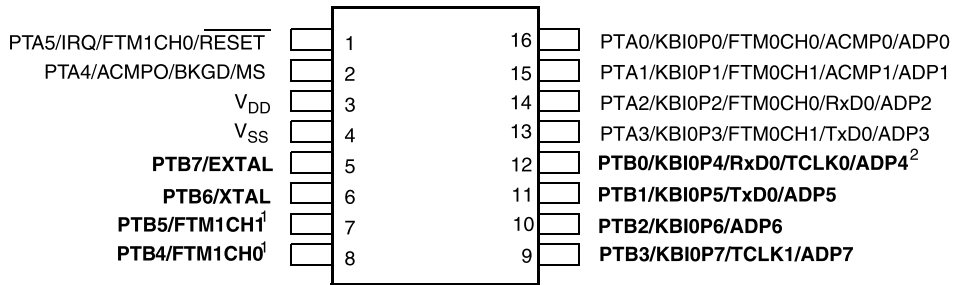 PTA5/IRQ/FTM1CH0/RESET 1 16 PTA0/KBI0P0/FTM0CH0/ACMP0/ADP0
PTA4/ACMPO/BKGD/MS 2 15 PTA1/KBI0P1/FTM0CH1/ACMP1/ADP1
VDD 3 14 PTA2/KBI0P2/FTM0CH0/RxD0/ADP2
VSS 4 13 PTA3/KBI0P3/FTM0CH1/TxD0/ADP3
PTB7/EXTAL 5 12 PTB0/KBI0P4/RxD0/TCLK0/ADP4²
PTB6/XTAL 6 11 PTB1/KBI0P5/TxD0/ADP5
PTB5/FTM1CH1¹ 7 10 PTB2/KBI0P6/ADP6
PTB4/FTM1CH0¹ 8 9 PTB3/KBI0P7/TCLK1/ADP7